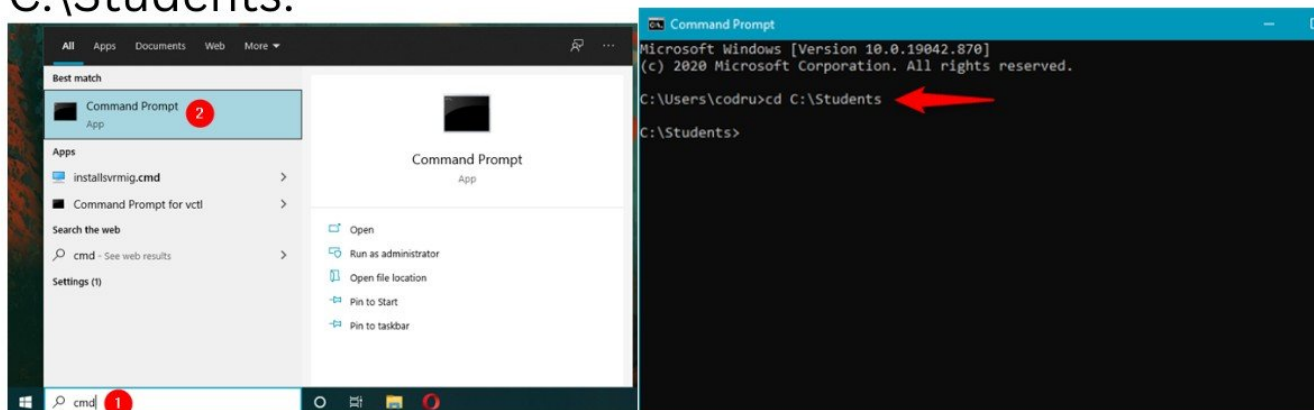 C:\Students.
All Apps Documents Web More
Best match
Command Prompt
App
2
Apps
installsvrmig.cmd
Command Prompt for vctl
Search the web
cmd - See web results
Settings (1)
Command Prompt
App
Open
Run as administrator
Open file location
Pin to Start
Pin to taskbar
cmd
1
Command Prompt
Microsoft Windows [Version 10.0.19042.870]
(c) 2020 Microsoft Corporation. All rights reserved.
C:\Users\codru>cd C:\Students
C:\Students>